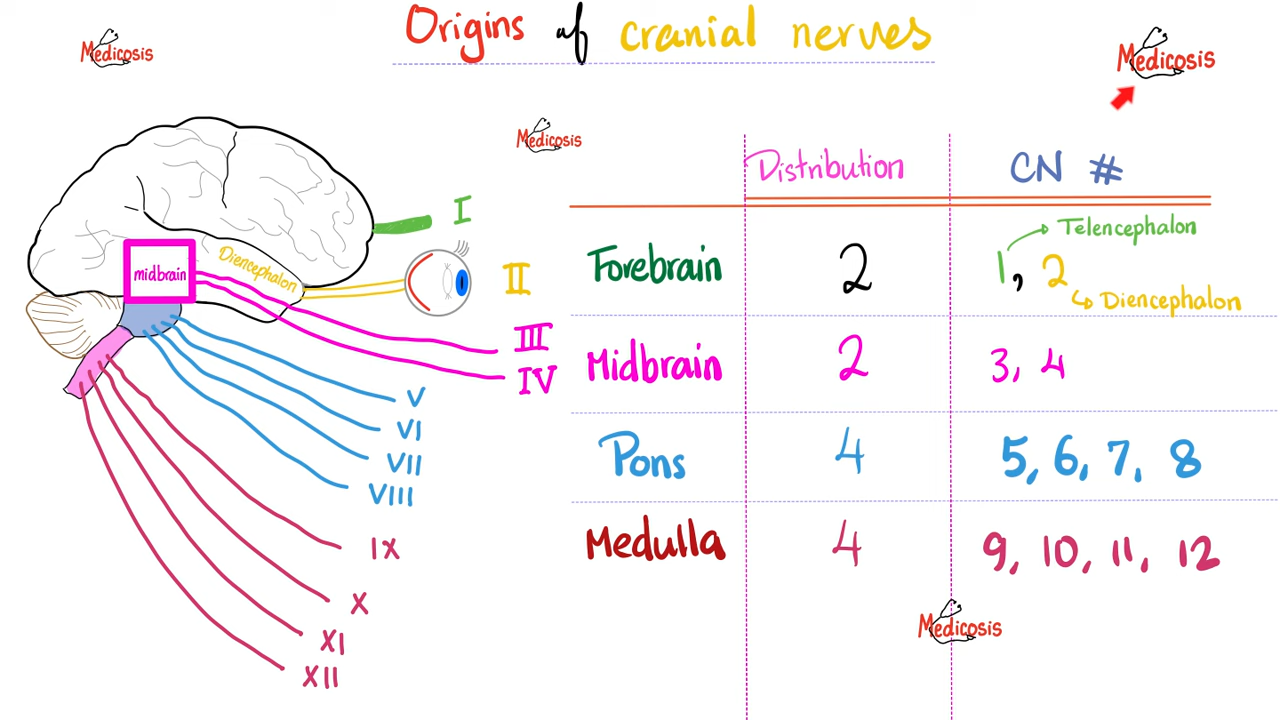 Origins of cranial nerves
Medicosis
Medicosis
Medicosis
I
Diencephalon
midbrain
II
III
IV
V
VI
VII
VIII
IX
X
XI
XII
Distribution CN #
Forebrain 2 1, 2
Telencephalon
Diencephalon
Midbrain 2 3, 4
Pons 4 5, 6, 7, 8
Medulla 4 9, 10, 11, 12
Medicosis